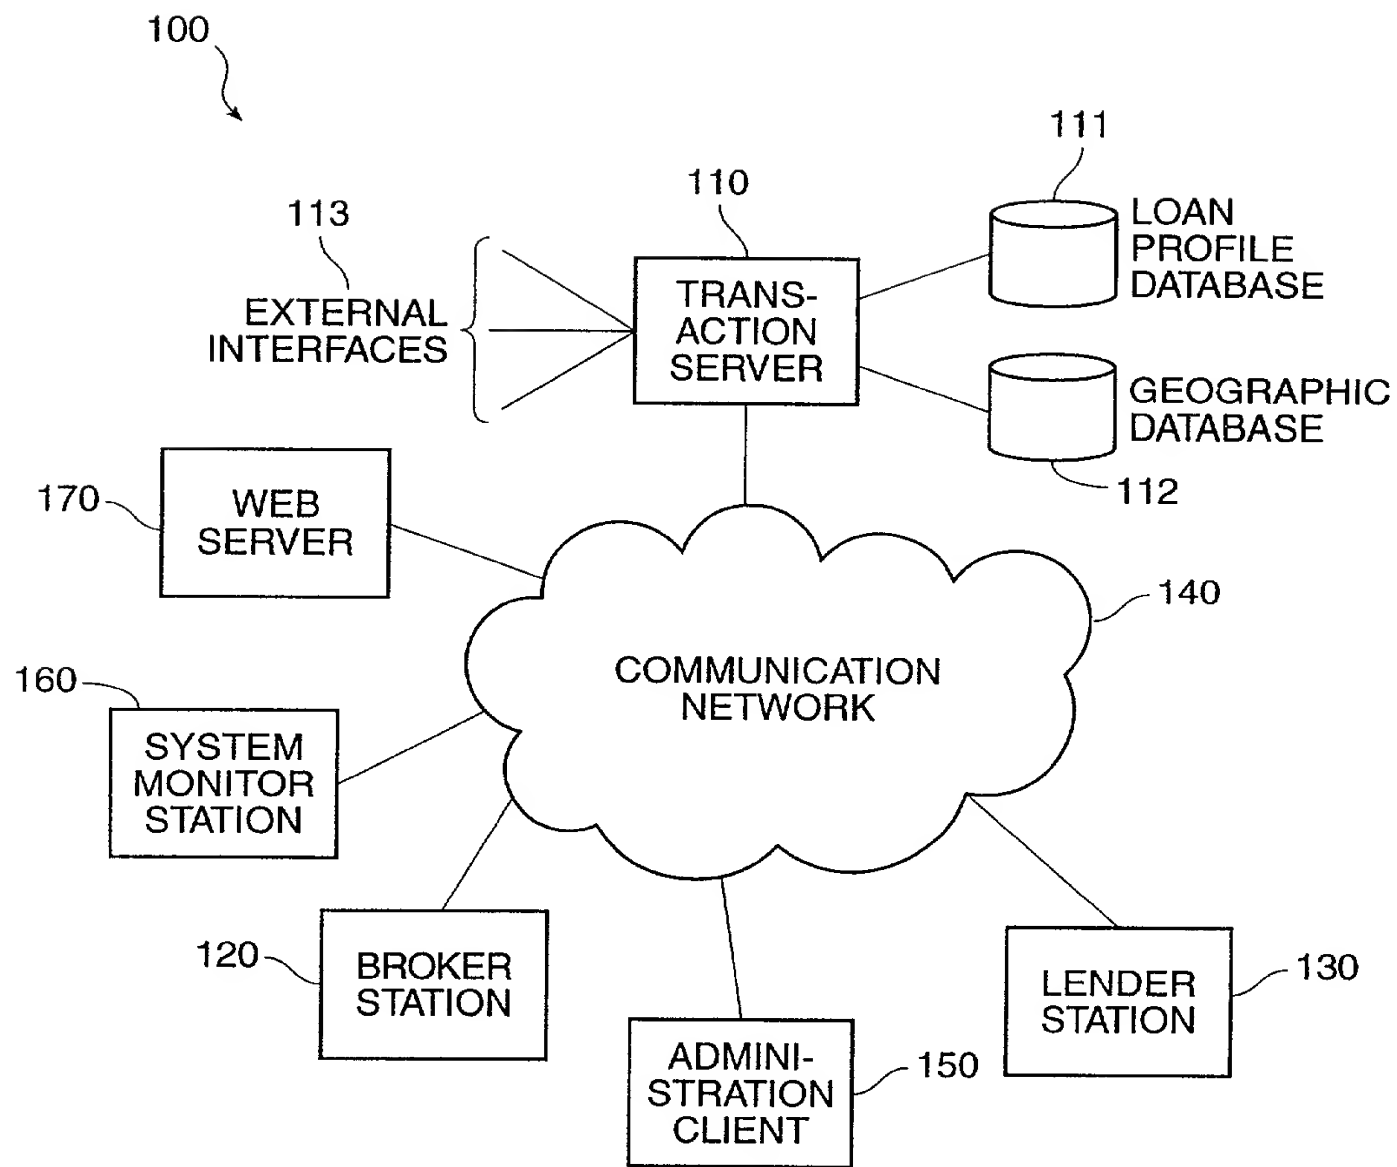 100
111
110
LOAN
PROFILE
DATABASE
113
EXTERNAL
INTERFACES
TRANS-
ACTION
SERVER
GEOGRAPHIC
DATABASE
112
170
WEB
SERVER
140
COMMUNICATION
NETWORK
160
SYSTEM
MONITOR
STATION
120
BROKER
STATION
130
LENDER
STATION
150
ADMINI-
STRATION
CLIENT